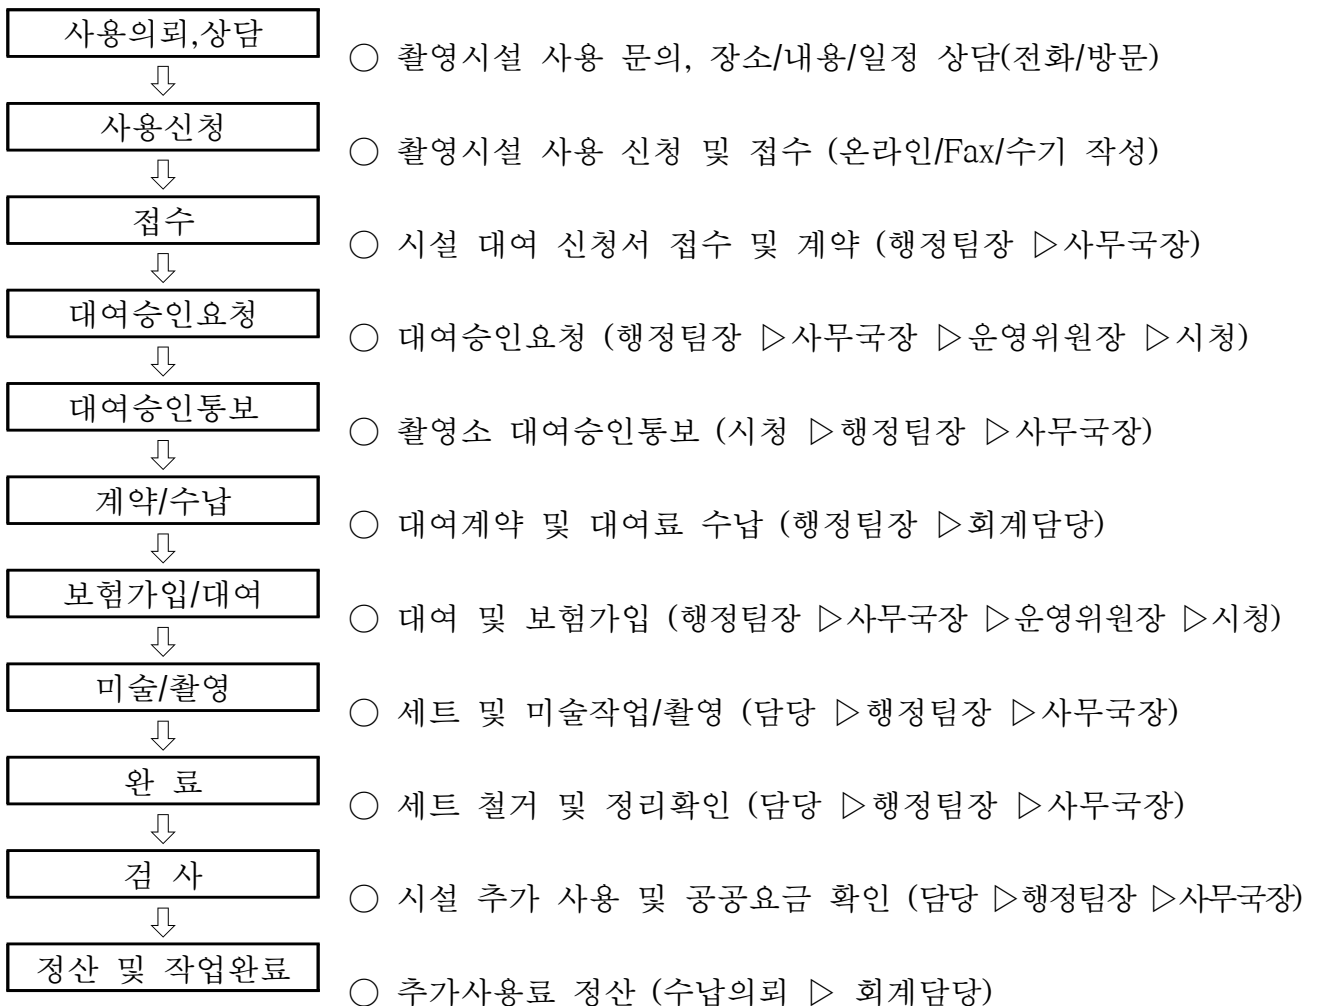 사용의뢰,상담
○ 촬영시설 사용 문의, 장소/내용/일정 상담(전화/방문)
사용신청
○ 촬영시설 사용 신청 및 접수 (온라인/Fax/수기 작성)
접수
○ 시설 대여 신청서 접수 및 계약 (행정팀장 ▷사무국장)
대여승인요청
○ 대여승인요청 (행정팀장 ▷사무국장 ▷운영위원장 ▷시청)
대여승인통보
○ 촬영소 대여승인통보 (시청 ▷행정팀장 ▷사무국장)
계약/수납
○ 대여계약 및 대여료 수납 (행정팀장 ▷회계담당)
보험가입/대여
○ 대여 및 보험가입 (행정팀장 ▷사무국장 ▷운영위원장 ▷시청)
미술/촬영
○ 세트 및 미술작업/촬영 (담당 ▷행정팀장 ▷사무국장)
완 료
○ 세트 철거 및 정리확인 (담당 ▷행정팀장 ▷사무국장)
검 사
○ 시설 추가 사용 및 공공요금 확인 (담당 ▷행정팀장 ▷사무국장)
정산 및 작업완료
○ 추가사용료 정산 (수납의뢰 ▷ 회계담당)